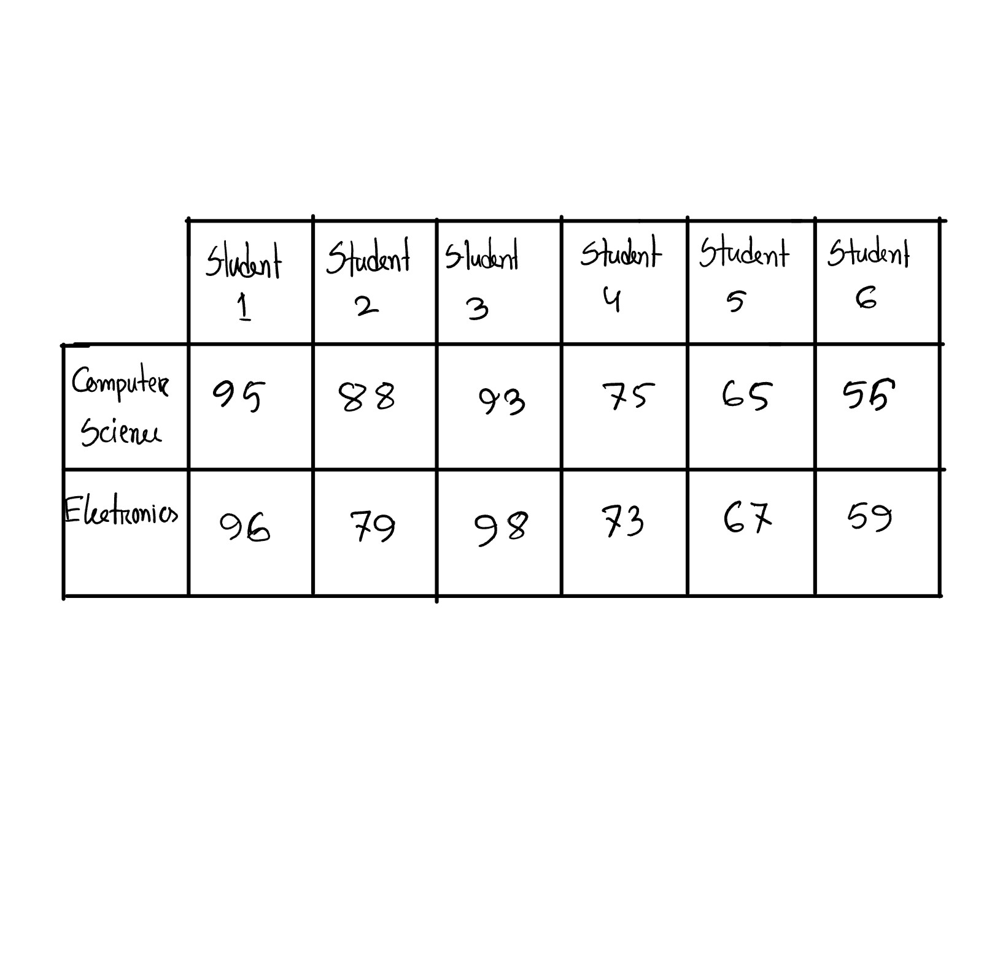 Student Student Student Student Student Student
1 2 3 4 5 6
Computer 95 88 93 75 65 55
Science
Electronics 96 79 98 73 67 59